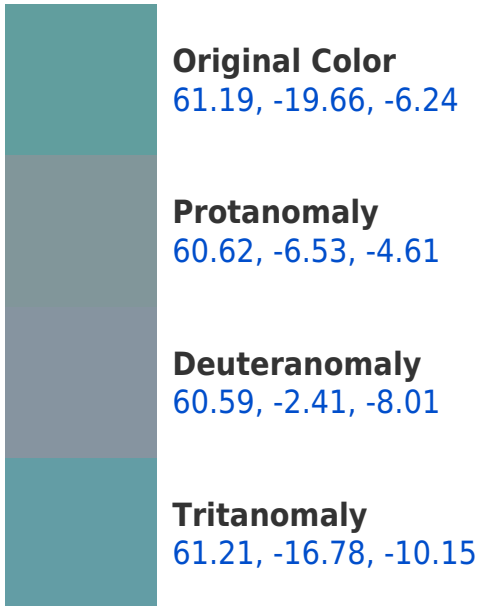 Original Color
61.19, -19.66, -6.24
Protanomaly
60.62, -6.53, -4.61
Deuteranomaly
60.59, -2.41, -8.01
Tritanomaly
61.21, -16.78, -10.15